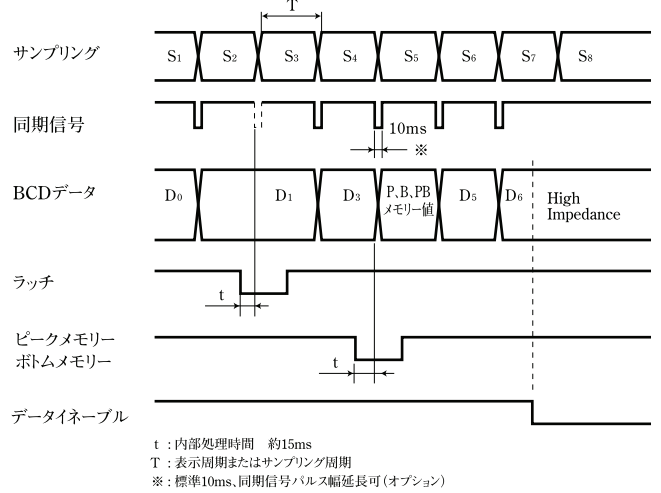 T
サンプリング S1 S2 S3 S4 S5 S6 S7 S8
同期信号 10ms
※
BCDデータ D0 D1 D3 P、B、PB メモリー値 D5 D6 High Impedance
ラッチ
t
ピークメモリー
ボトムメモリー
t
データイネーブル
t：内部処理時間　約15ms
T：表示周期またはサンプリング周期
※：標準10ms、同期信号パルス幅延長可（オプション）